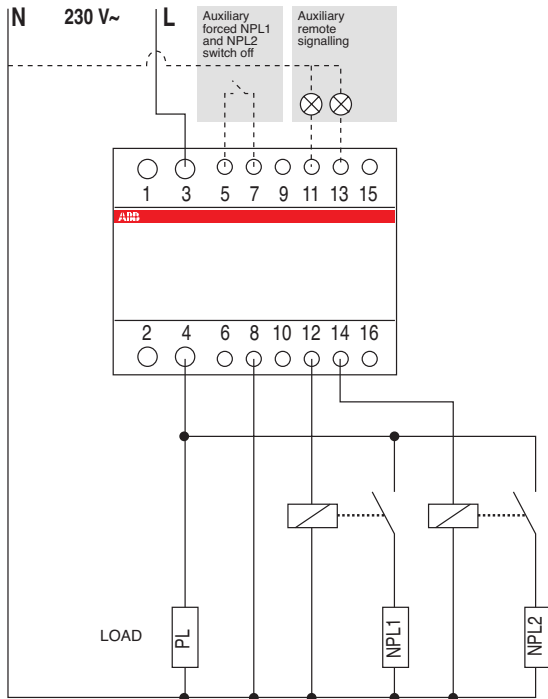 N 230 V~ L
Auxiliary
forced NPL1
and NPL2
switch off
Auxiliary
remote
signalling
1 3 5 7 9 11 13 15
ABB
2 4 6 8 10 12 14 16
LOAD
PL
NPL1
NPL2